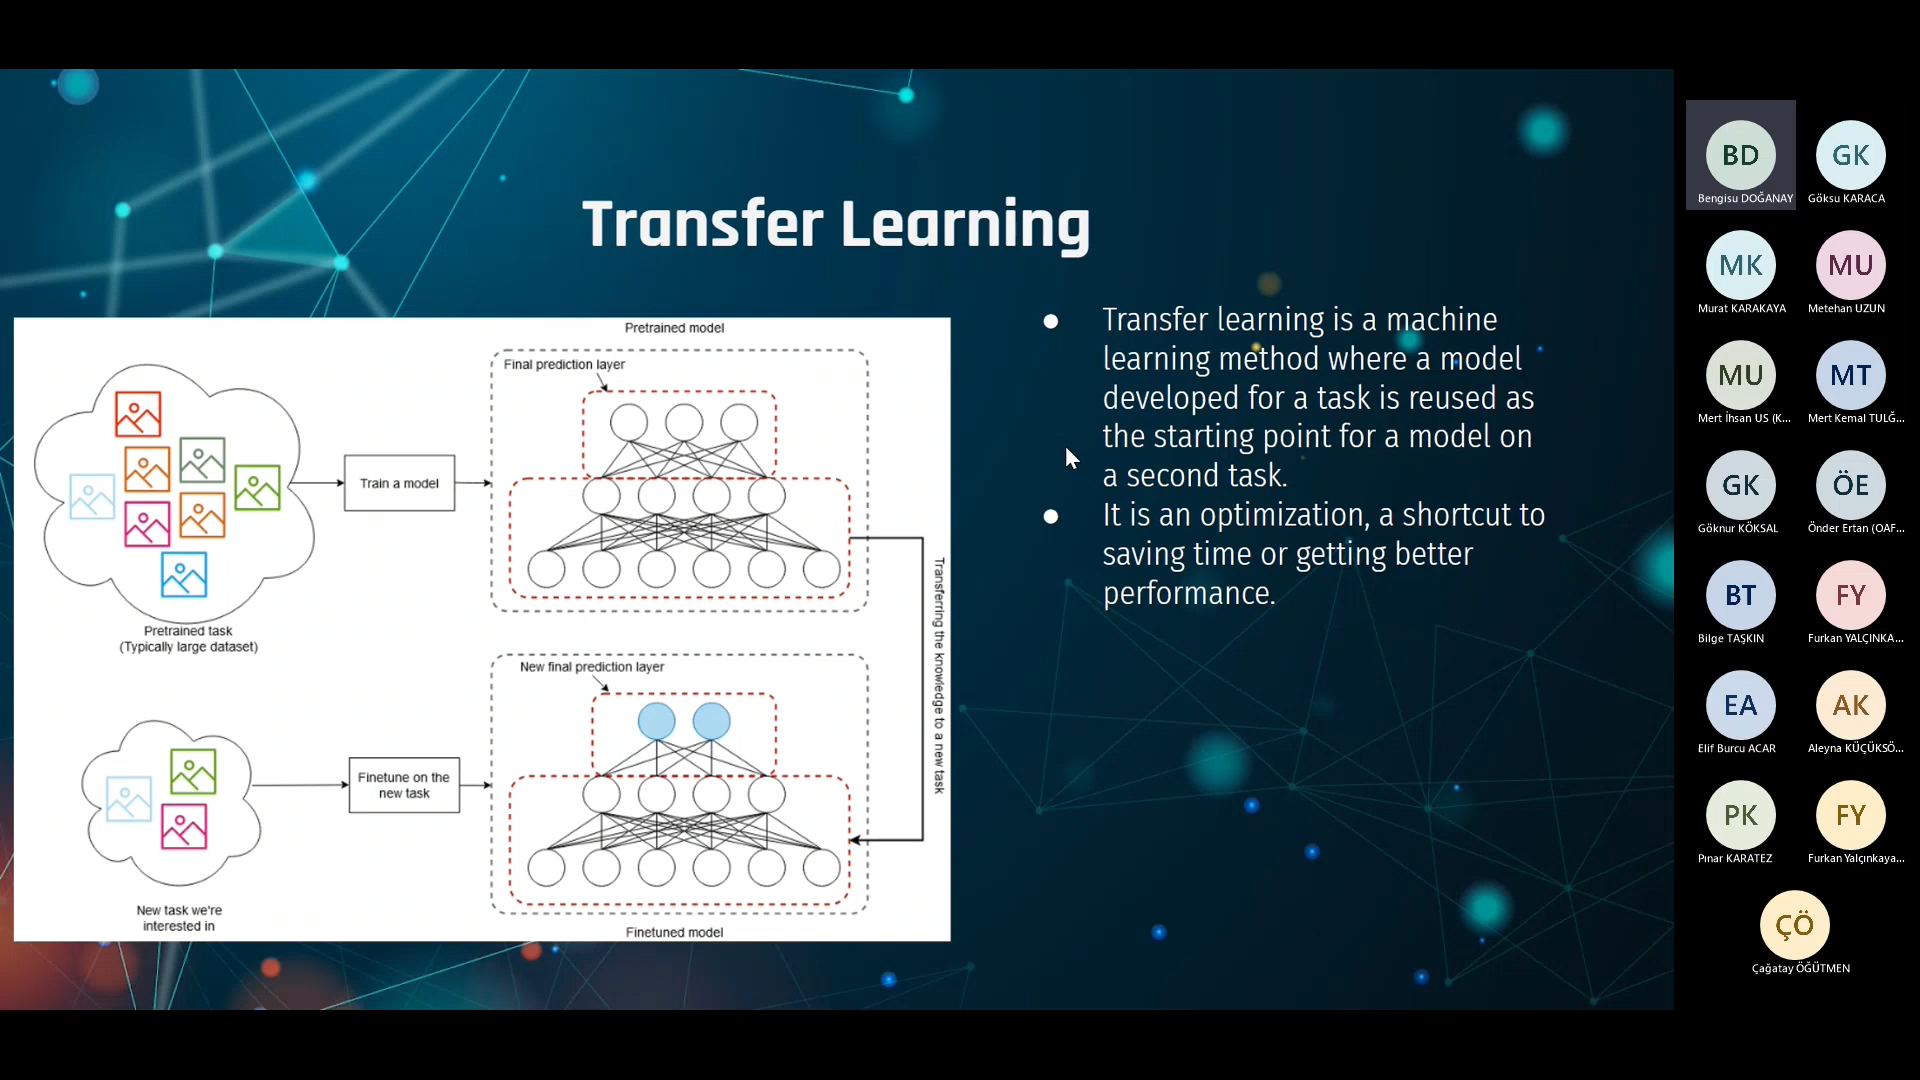 Transfer Learning
Pretrained model
Final prediction layer
Train a model
Pretrained task
(Typically large dataset)
Transferring the knowledge to a new task
New final prediction layer
Finetune on the
new task
New task we're
interested in
Finetuned model
● Transfer learning is a machine
learning method where a model
developed for a task is reused as
the starting point for a model on
a second task.
● It is an optimization, a shortcut to
saving time or getting better
performance.
BD
Bengisu DOĞANAY
GK
Göksu KARACA
MK
Murat KARAKAYA
MU
Metehan UZUN
MU
Mert İhsan US (K...
MT
Mert Kemal TULĞ...
GK
Göknur KÖKSAL
ÖE
Önder Ertan (OAF...
BT
Bilge TAŞKIN
FY
Furkan YALÇINKA...
EA
Elif Burcu ACAR
AK
Aleyna KÜÇÜKSÖ...
PK
Pınar KARATEZ
FY
Furkan Yalçınkaya...
ÇÖ
Çağatay ÖĞÜTMEN